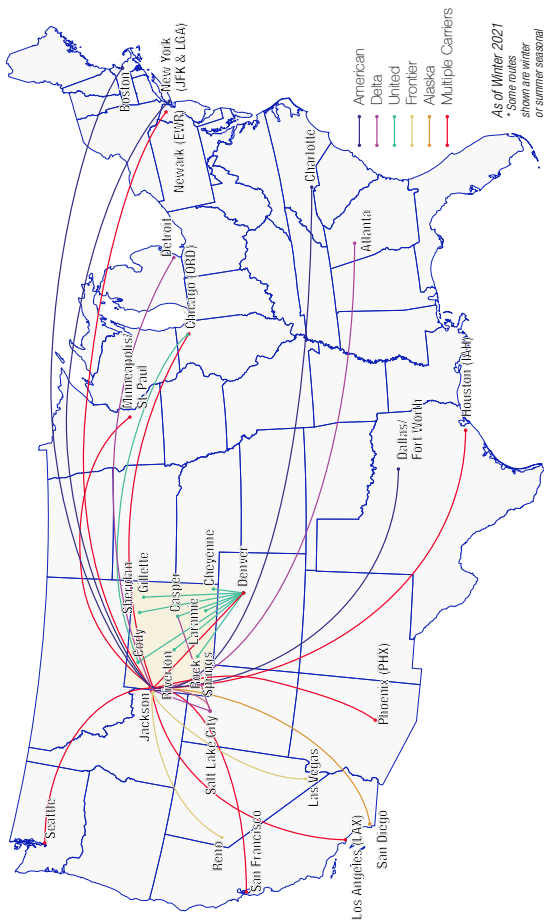 Seattle
Boston
New York
(JFK & LGA)
Newark (EWR)
Minneapolis/
St. Paul
Detroit
Chicago (ORD)
Jackson
Cody
Sheridan
Gillette
Riverton
Casper
Rock
Springs
Laramie
Cheyenne
Salt Lake City
Denver
Reno
San Francisco
Las Vegas
Los Angeles (LAX)
San Diego
Phoenix (PHX)
Dallas/
Fort World
Houston (IAH)
Charlotte
Atlanta
American
Delta
United
Frontier
Alaska
Multiple Carriers
As of Winter 2021
* Some routes
shown are winter
or summer seasonal